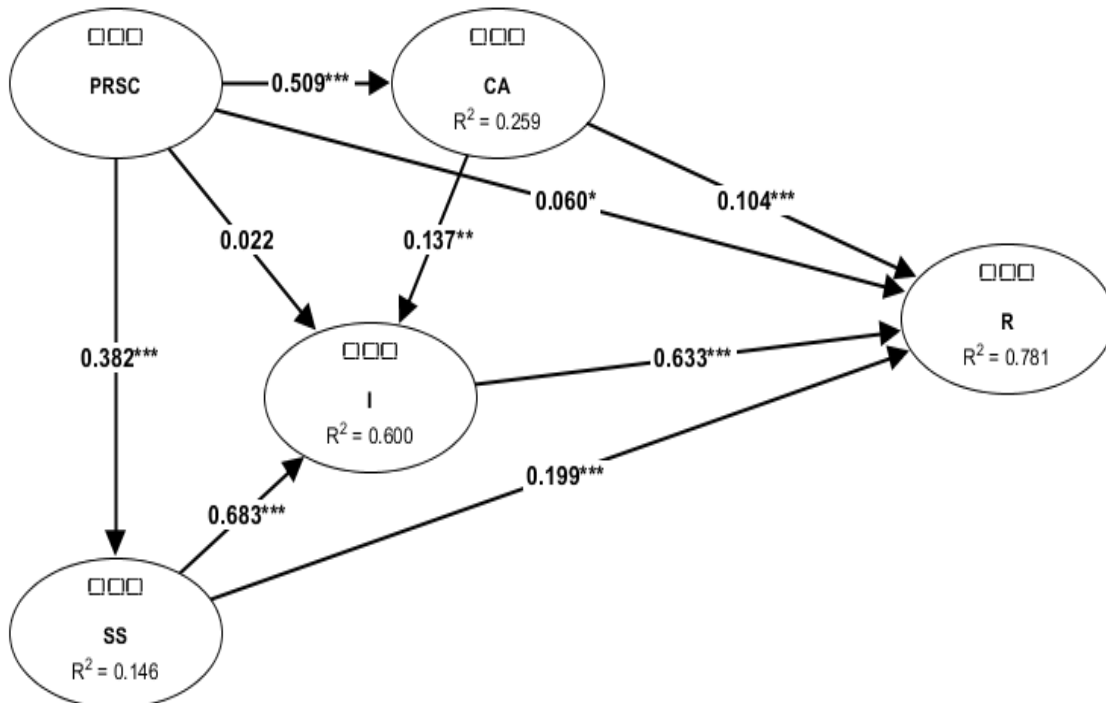 PRSC
CA
R² = 0.259
0.509***
0.060*
0.104***
0.022
0.137**
R
R² = 0.781
0.382***
0.633***
I
R² = 0.600
0.199***
0.683***
SS
R² = 0.146